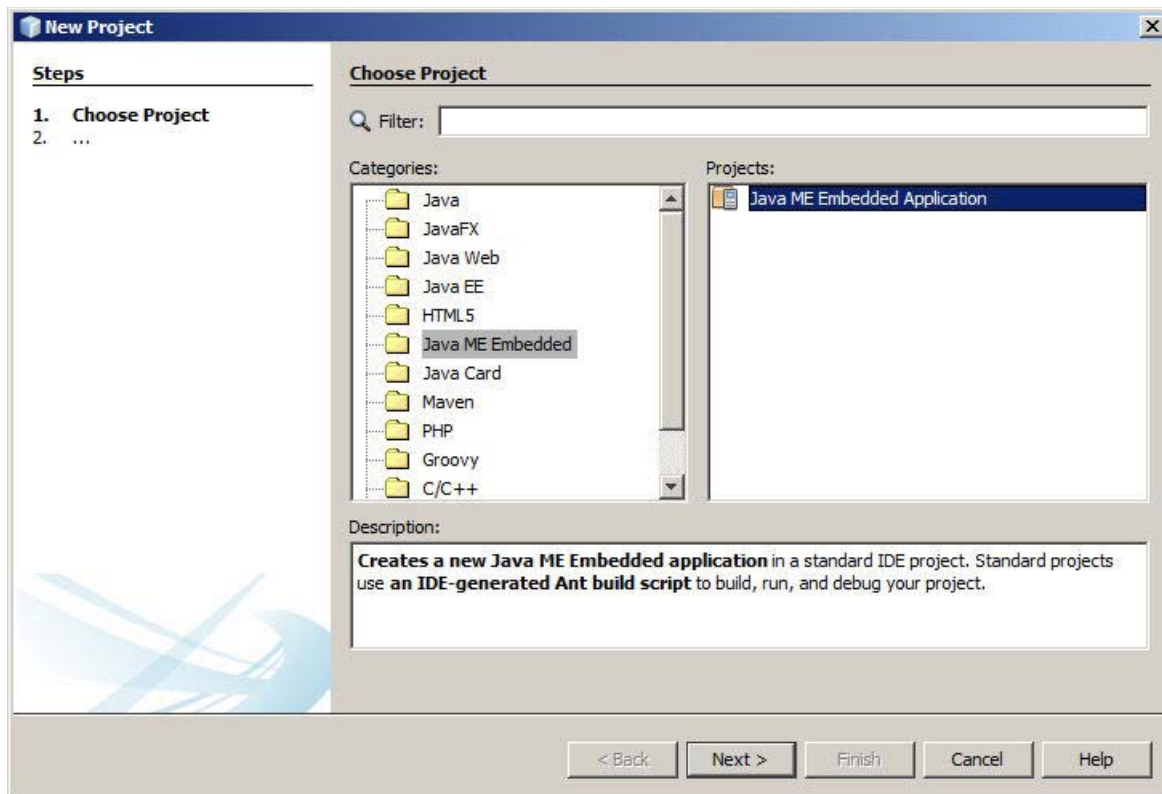 New Project
Steps
1. Choose Project
2. ...
Choose Project
Filter:
Categories:
Java
JavaFX
Java Web
Java EE
HTML5
Java ME Embedded
Java Card
Maven
PHP
Groovy
C/C++
Projects:
Java ME Embedded Application
Description:
Creates a new Java ME Embedded application in a standard IDE project. Standard projects
use an IDE-generated Ant build script to build, run, and debug your project.
< Back
Next >
Finish
Cancel
Help